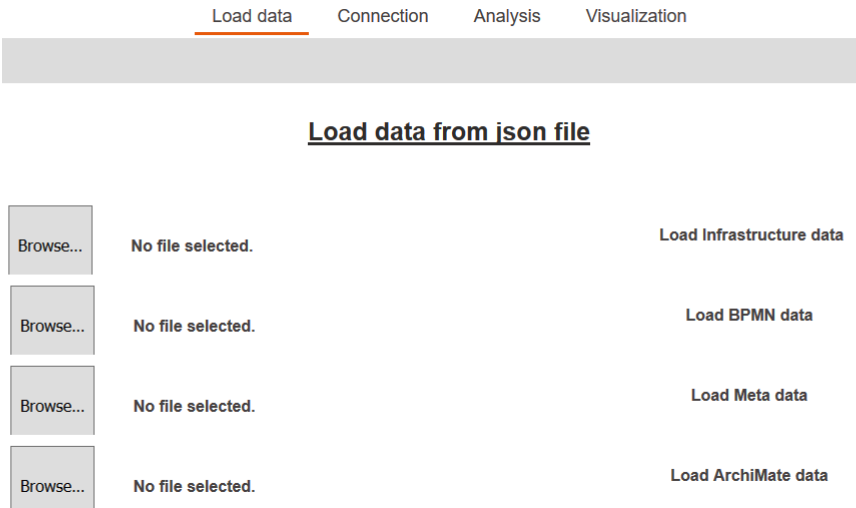 Load data Connection Analysis Visualization
Load data from json file
Browse... No file selected. Load Infrastructure data
Browse... No file selected. Load BPMN data
Browse... No file selected. Load Meta data
Browse... No file selected. Load ArchiMate data